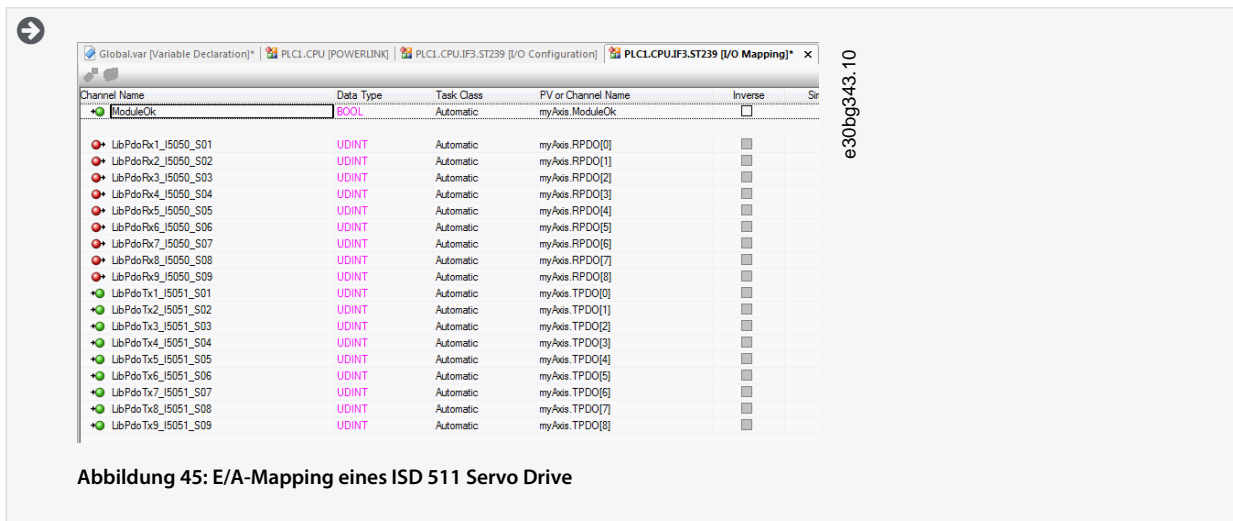 Global.var [Variable Declaration]* PLC1.CPU [POWERLINK] PLC1.CPU.IF3.ST239 [I/O Configuration] PLC1.CPU.IF3.ST239 [I/O Mapping]* ×
Channel Name Data Type Task Class PV or Channel Name Inverse Sir
ModuleOk BOOL Automatic myAxis.ModuleOk
LibPdoRx1_I5050_S01 UDINT Automatic myAxis.RPDO[0]
LibPdoRx2_I5050_S02 UDINT Automatic myAxis.RPDO[1]
LibPdoRx3_I5050_S03 UDINT Automatic myAxis.RPDO[2]
LibPdoRx4_I5050_S04 UDINT Automatic myAxis.RPDO[3]
LibPdoRx5_I5050_S05 UDINT Automatic myAxis.RPDO[4]
LibPdoRx6_I5050_S06 UDINT Automatic myAxis.RPDO[5]
LibPdoRx7_I5050_S07 UDINT Automatic myAxis.RPDO[6]
LibPdoRx8_I5050_S08 UDINT Automatic myAxis.RPDO[7]
LibPdoRx9_I5050_S09 UDINT Automatic myAxis.RPDO[8]
LibPdoTx1_I5051_S01 UDINT Automatic myAxis.TPDO[0]
LibPdoTx2_I5051_S02 UDINT Automatic myAxis.TPDO[1]
LibPdoTx3_I5051_S03 UDINT Automatic myAxis.TPDO[2]
LibPdoTx4_I5051_S04 UDINT Automatic myAxis.TPDO[3]
LibPdoTx5_I5051_S05 UDINT Automatic myAxis.TPDO[4]
LibPdoTx6_I5051_S06 UDINT Automatic myAxis.TPDO[5]
LibPdoTx7_I5051_S07 UDINT Automatic myAxis.TPDO[6]
LibPdoTx8_I5051_S08 UDINT Automatic myAxis.TPDO[7]
LibPdoTx9_I5051_S09 UDINT Automatic myAxis.TPDO[8]
e30bg343.10
Abbildung 45: E/A-Mapping eines ISD 511 Servo Drive